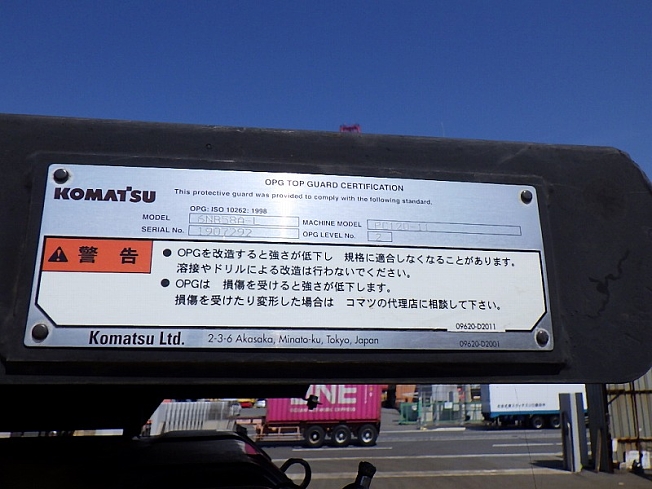 OPG TOP GUARD CERTIFICATION
KOMATSU
This protective guard was provided to comply with the following standard.
OPG: ISO 10262: 1998
MODEL 6NR58A-1 MACHINE MODEL PC120-11
SERIAL No. 1907292 OPG LEVEL No. 2
警告
● OPGを改造すると強さが低下し 規格に適合しなくなることがあります。
溶接やドリルによる改造は行わないでください。
● OPGは 損傷を受けると強さが低下します。
損傷を受けたり変形した場合は コマツの代理店に相談して下さい。
09620-D2011
Komatsu Ltd. 2-3-6 Akasaka, Minato-ku, Tokyo, Japan
09620-D2001